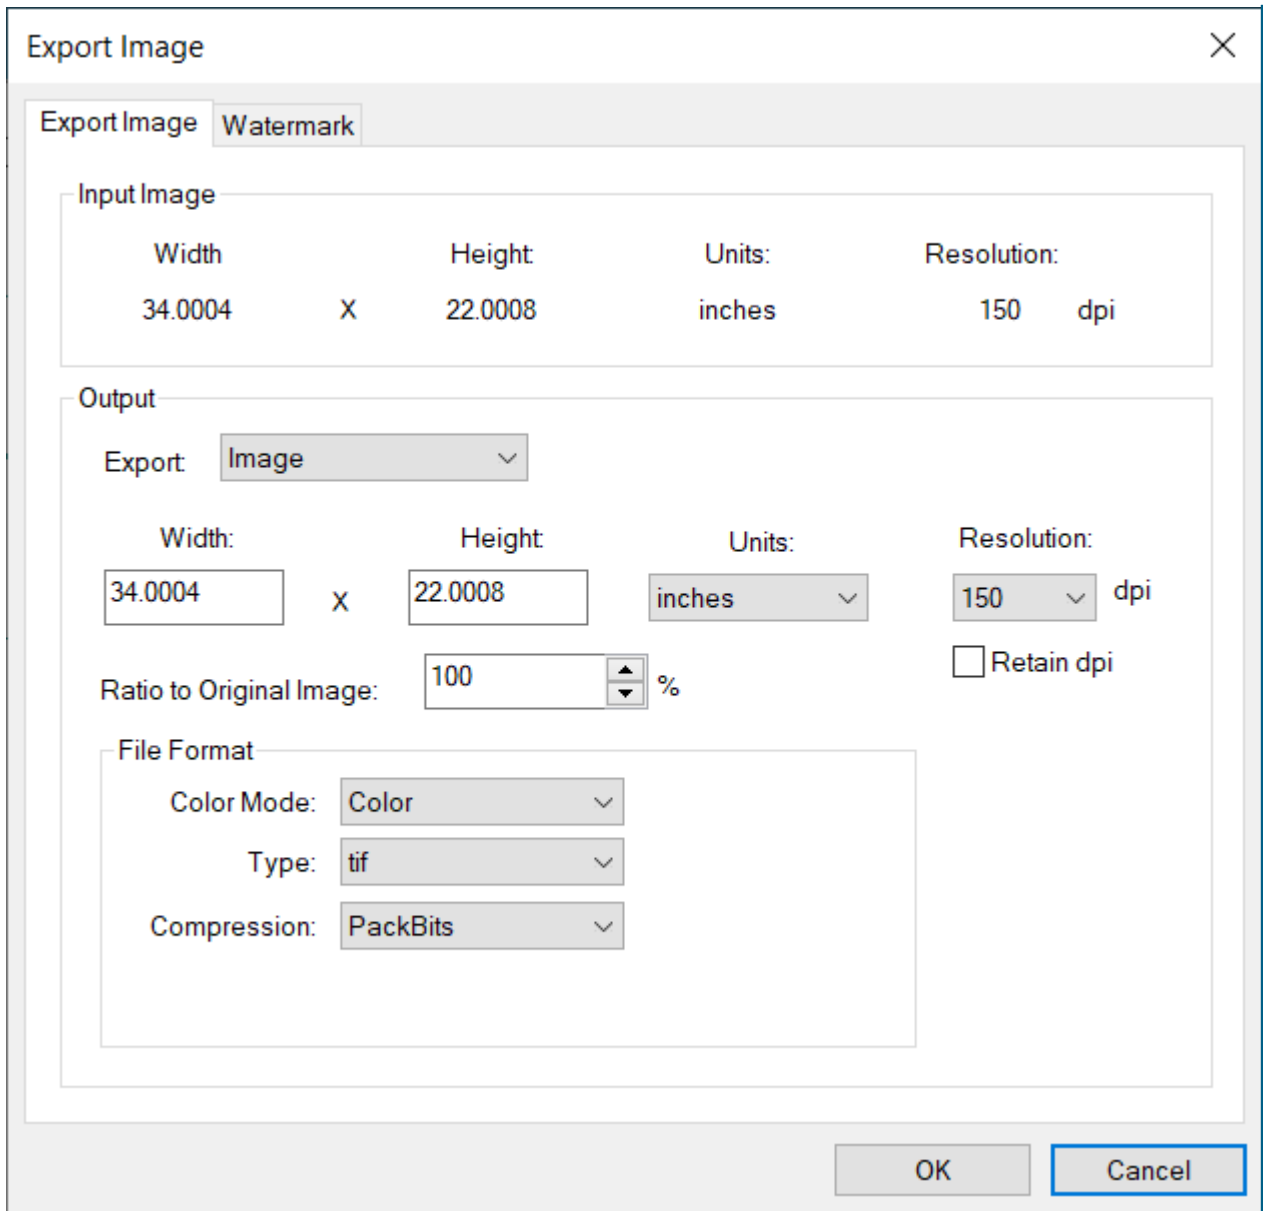 Export Image
Export Image Watermark
Input Image
Width Height: Units: Resolution:
34.0004 X 22.0008 inches 150 dpi
Output
Export: Image
Width: Height: Units: Resolution:
34.0004 X 22.0008 inches 150 dpi
Retain dpi
Ratio to Original Image: 100 %
File Format
Color Mode: Color
Type: tif
Compression: PackBits
OK Cancel